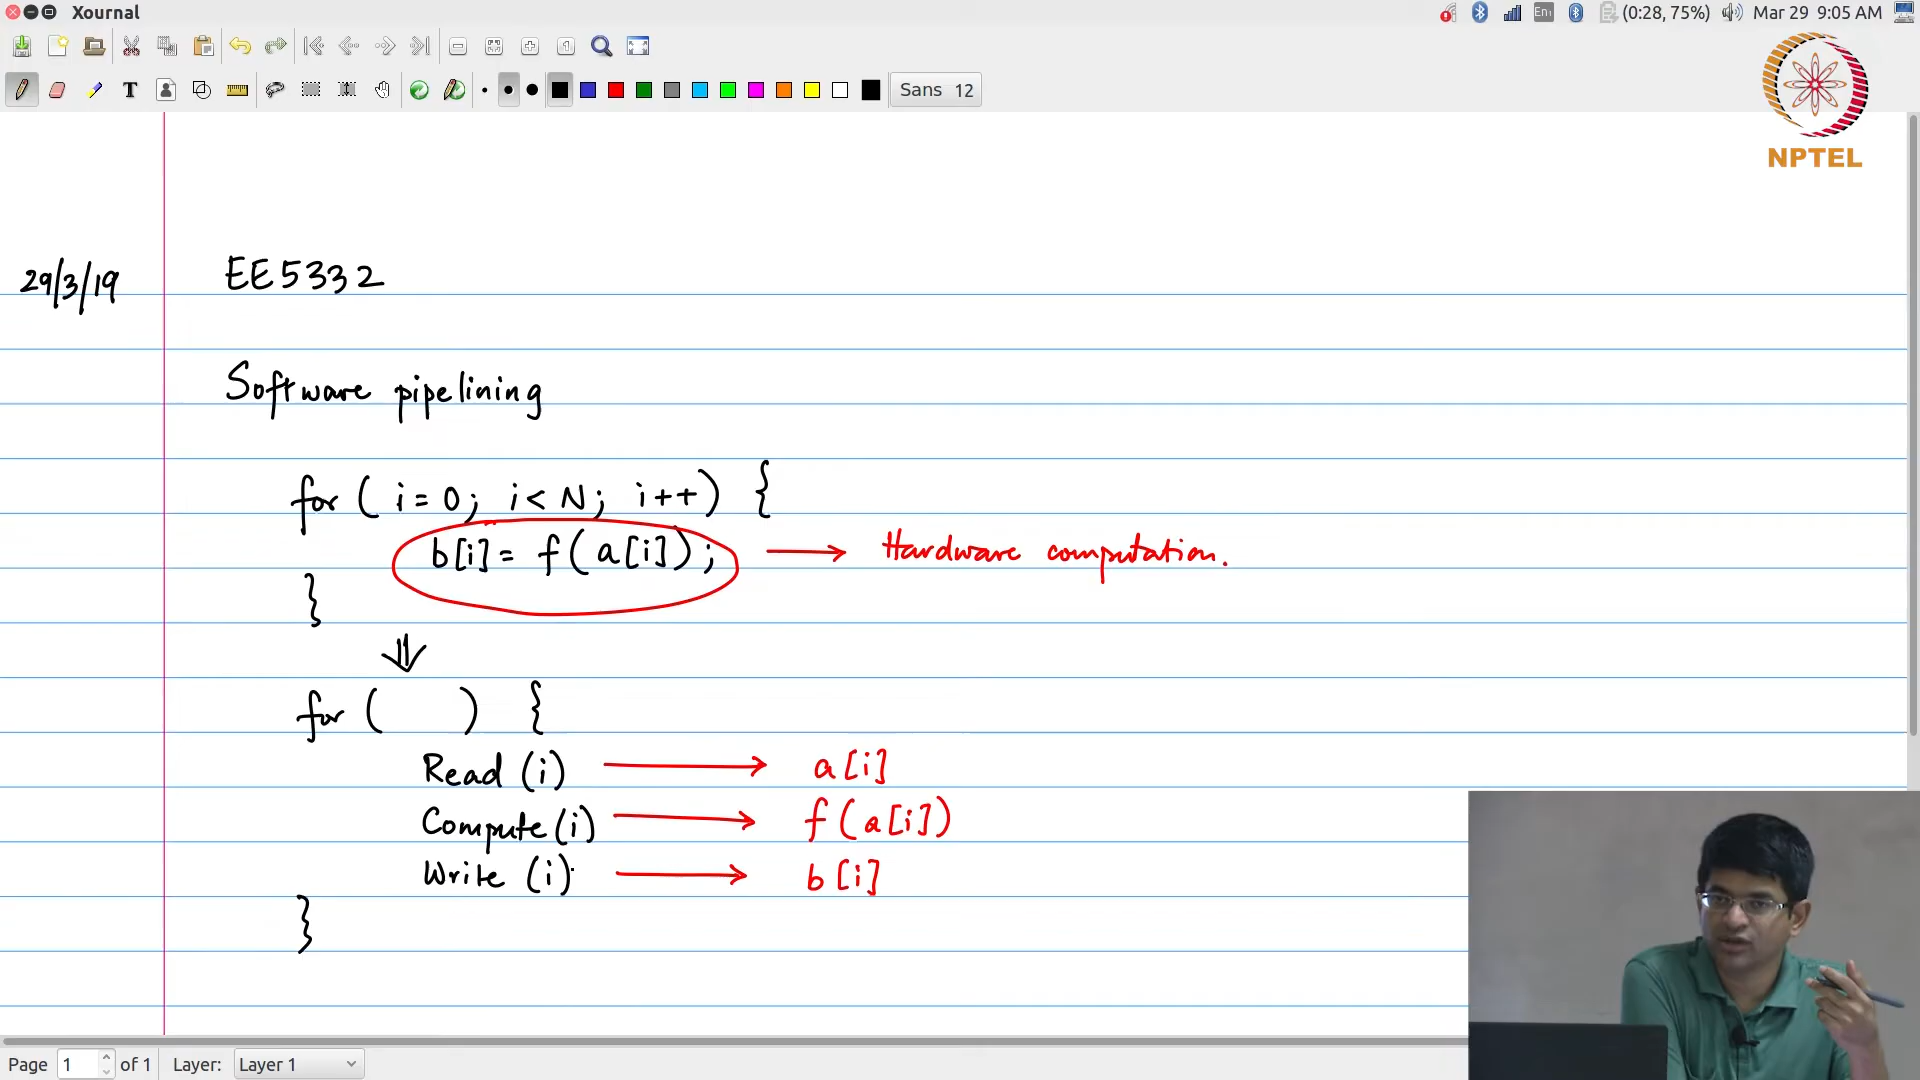 Xournal
En1
(0:28, 75%)
Mar 29 9:05 AM
Sans 12
NPTEL
29/3/19
EE5332
Software pipelining
for ( i = 0; i < N; i++) {
b[i] = f( a[i]);
Hardware computation.
}
⇓
for ( ) {
Read (i) → a[i]
Compute (i) → f(a[i])
Write (i) → b[i]
}
Page 1 of 1 Layer: Layer 1